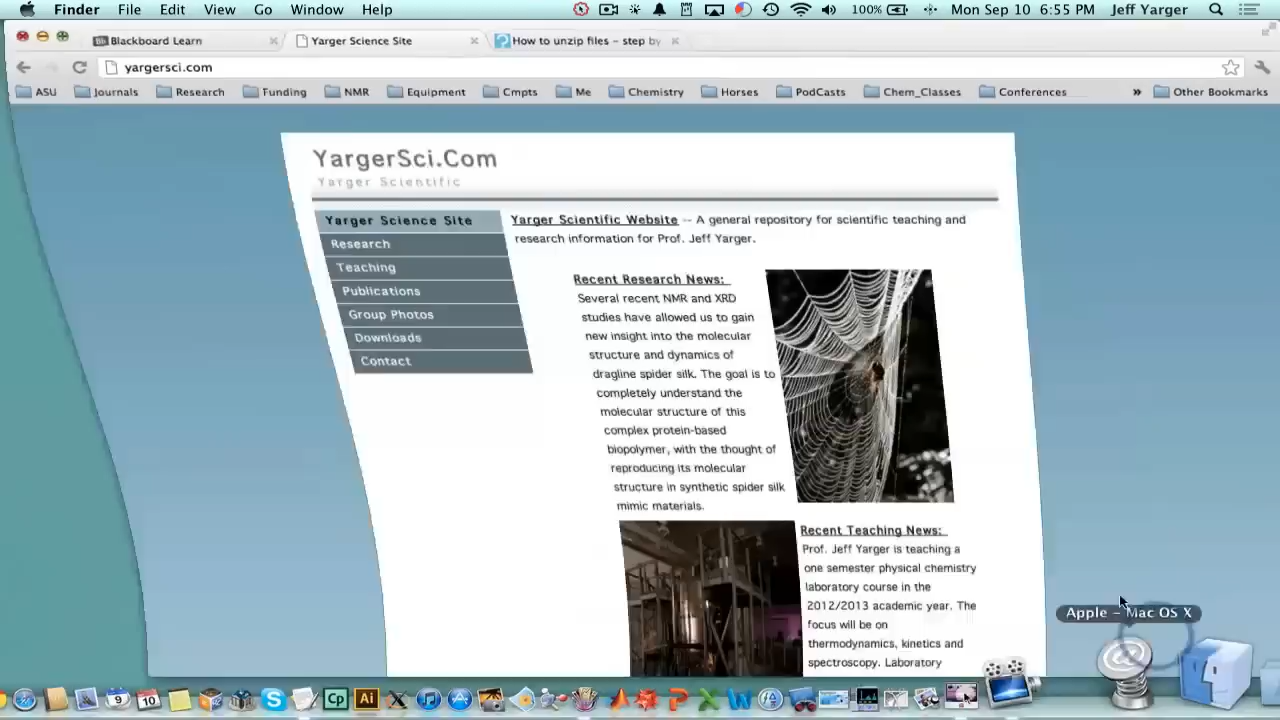 Finder File Edit View Go Window Help 100% Mon Sep 10 6:55 PM Jeff Yarger
Blackboard Learn Yargersci Science Site How to unzip files - step by
yargersci.com
ASU Journals Research Funding NMR Equipment Cmpts Me Chemistry Horses PodCasts Chem_Classes Conferences » Other Bookmarks
YargerSci.Com
Yarger Scientific
Yarger Science Site
Research
Teaching
Publications
Group Photos
Downloads
Contact
Yarger Scientific Website -- A general repository for scientific teaching and
research information for Prof. Jeff Yarger.
Recent Research News:
Several recent NMR and XRD
studies have allowed us to gain
new insight into the molecular
structure and dynamics of
dragline spider silk. The goal is to
completely understand the
molecular structure of this
complex protein-based
biopolymer, with the thought of
reproducing its molecular
structure in synthetic spider silk
mimic materials.
Recent Teaching News:
Prof. Jeff Yarger is teaching a
one semester physical chemistry
laboratory course in the
2012/2013 academic year. The
focus will be on
thermodynamics, kinetics and
spectroscopy. Laboratory
Apple - Mac OS X
9 10 Cp Ai